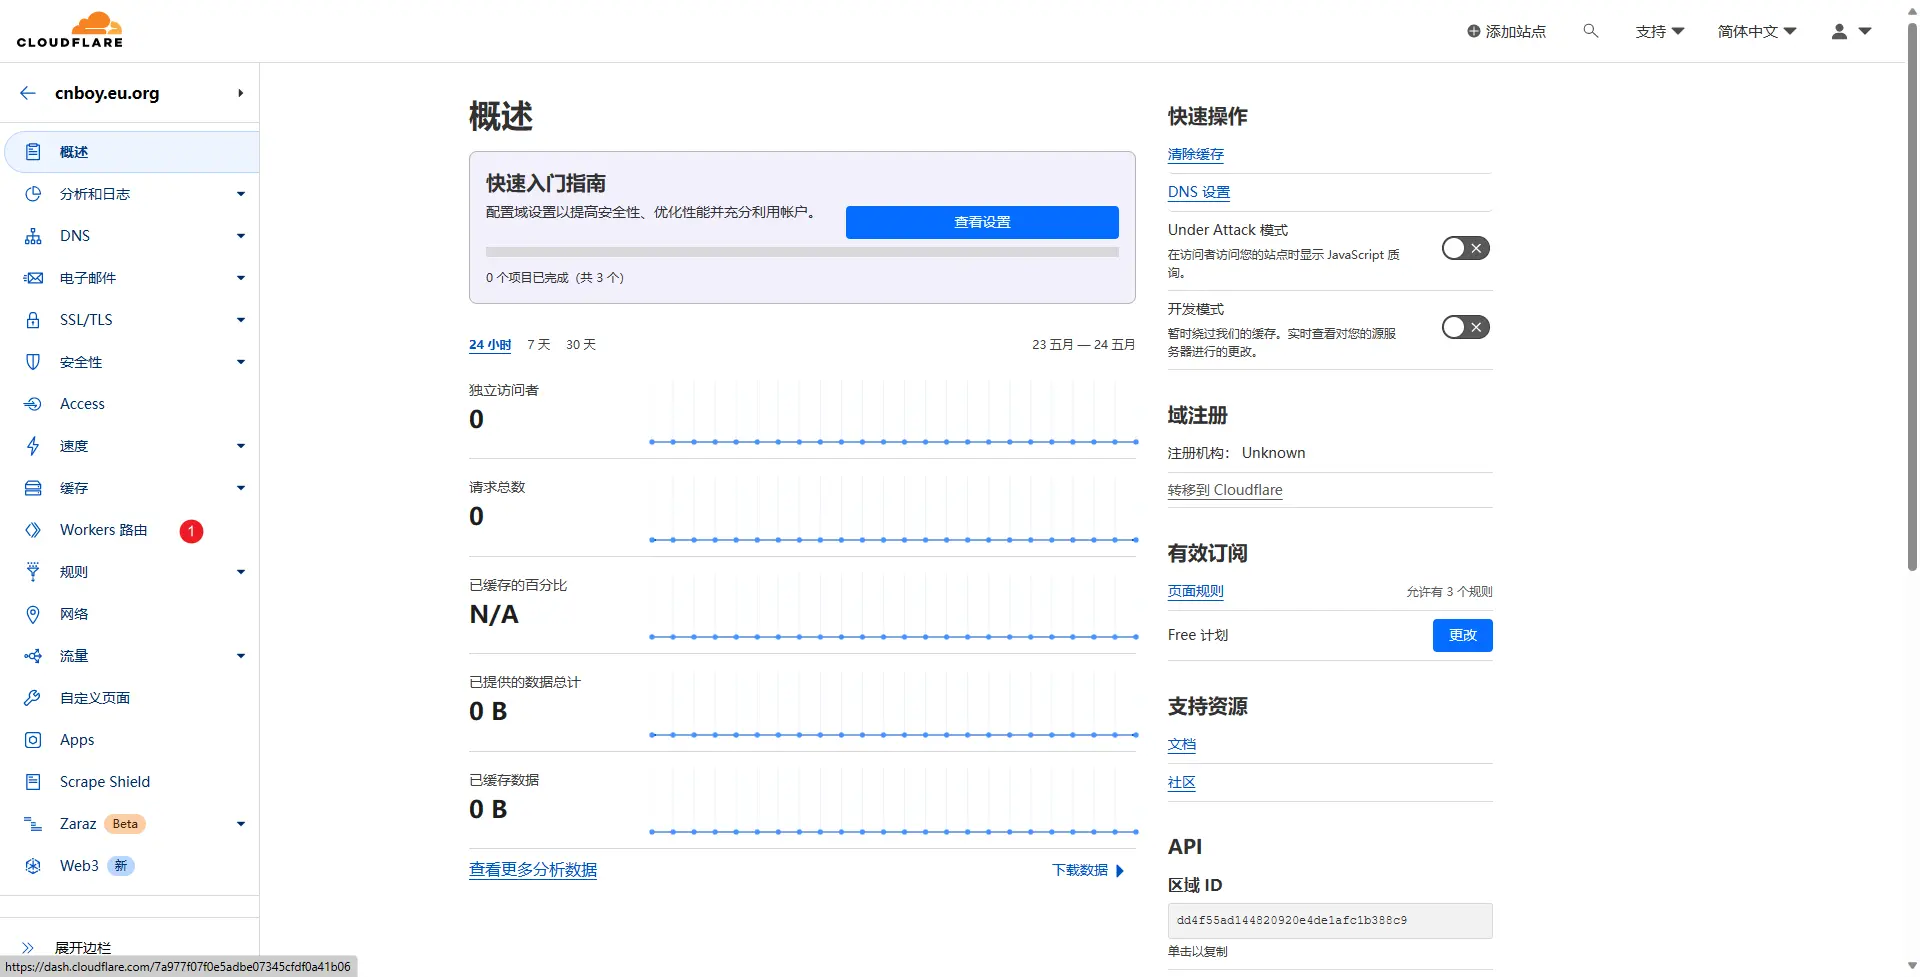 CLOUDFLARE
添加站点
支持
简体中文
cnboy.eu.org
概述
分析和日志
DNS
电子邮件
SSL/TLS
安全性
Access
速度
缓存
Workers 路由
1
规则
网络
流量
自定义页面
Apps
Scrape Shield
Zaraz Beta
Web3 新
展开边栏
https://dash.cloudflare.com/7a977f07f0e5adbe07345cfdf0a41b06
概述
快速入门指南
配置域设置以提高安全性、优化性能并充分利用帐户。
查看设置
0 个项目已完成（共 3 个）
24 小时 7 天 30 天
23 五月 — 24 五月
独立访问者
0
请求总数
0
已缓存的百分比
N/A
已提供的数据总计
0 B
已缓存数据
0 B
查看更多分析数据
下载数据
快速操作
清除缓存
DNS 设置
Under Attack 模式
在访问者访问您的站点时显示 JavaScript 质
询。
开发模式
暂时绕过我们的缓存。实时查看对您的源服
务器进行的更改。
域注册
注册机构： Unknown
转移到 Cloudflare
有效订阅
页面规则
允许有 3 个规则
Free 计划
更改
支持资源
文档
社区
API
区域 ID
dd4f55ad144820920e4de1afc1b388c9
单击以复制